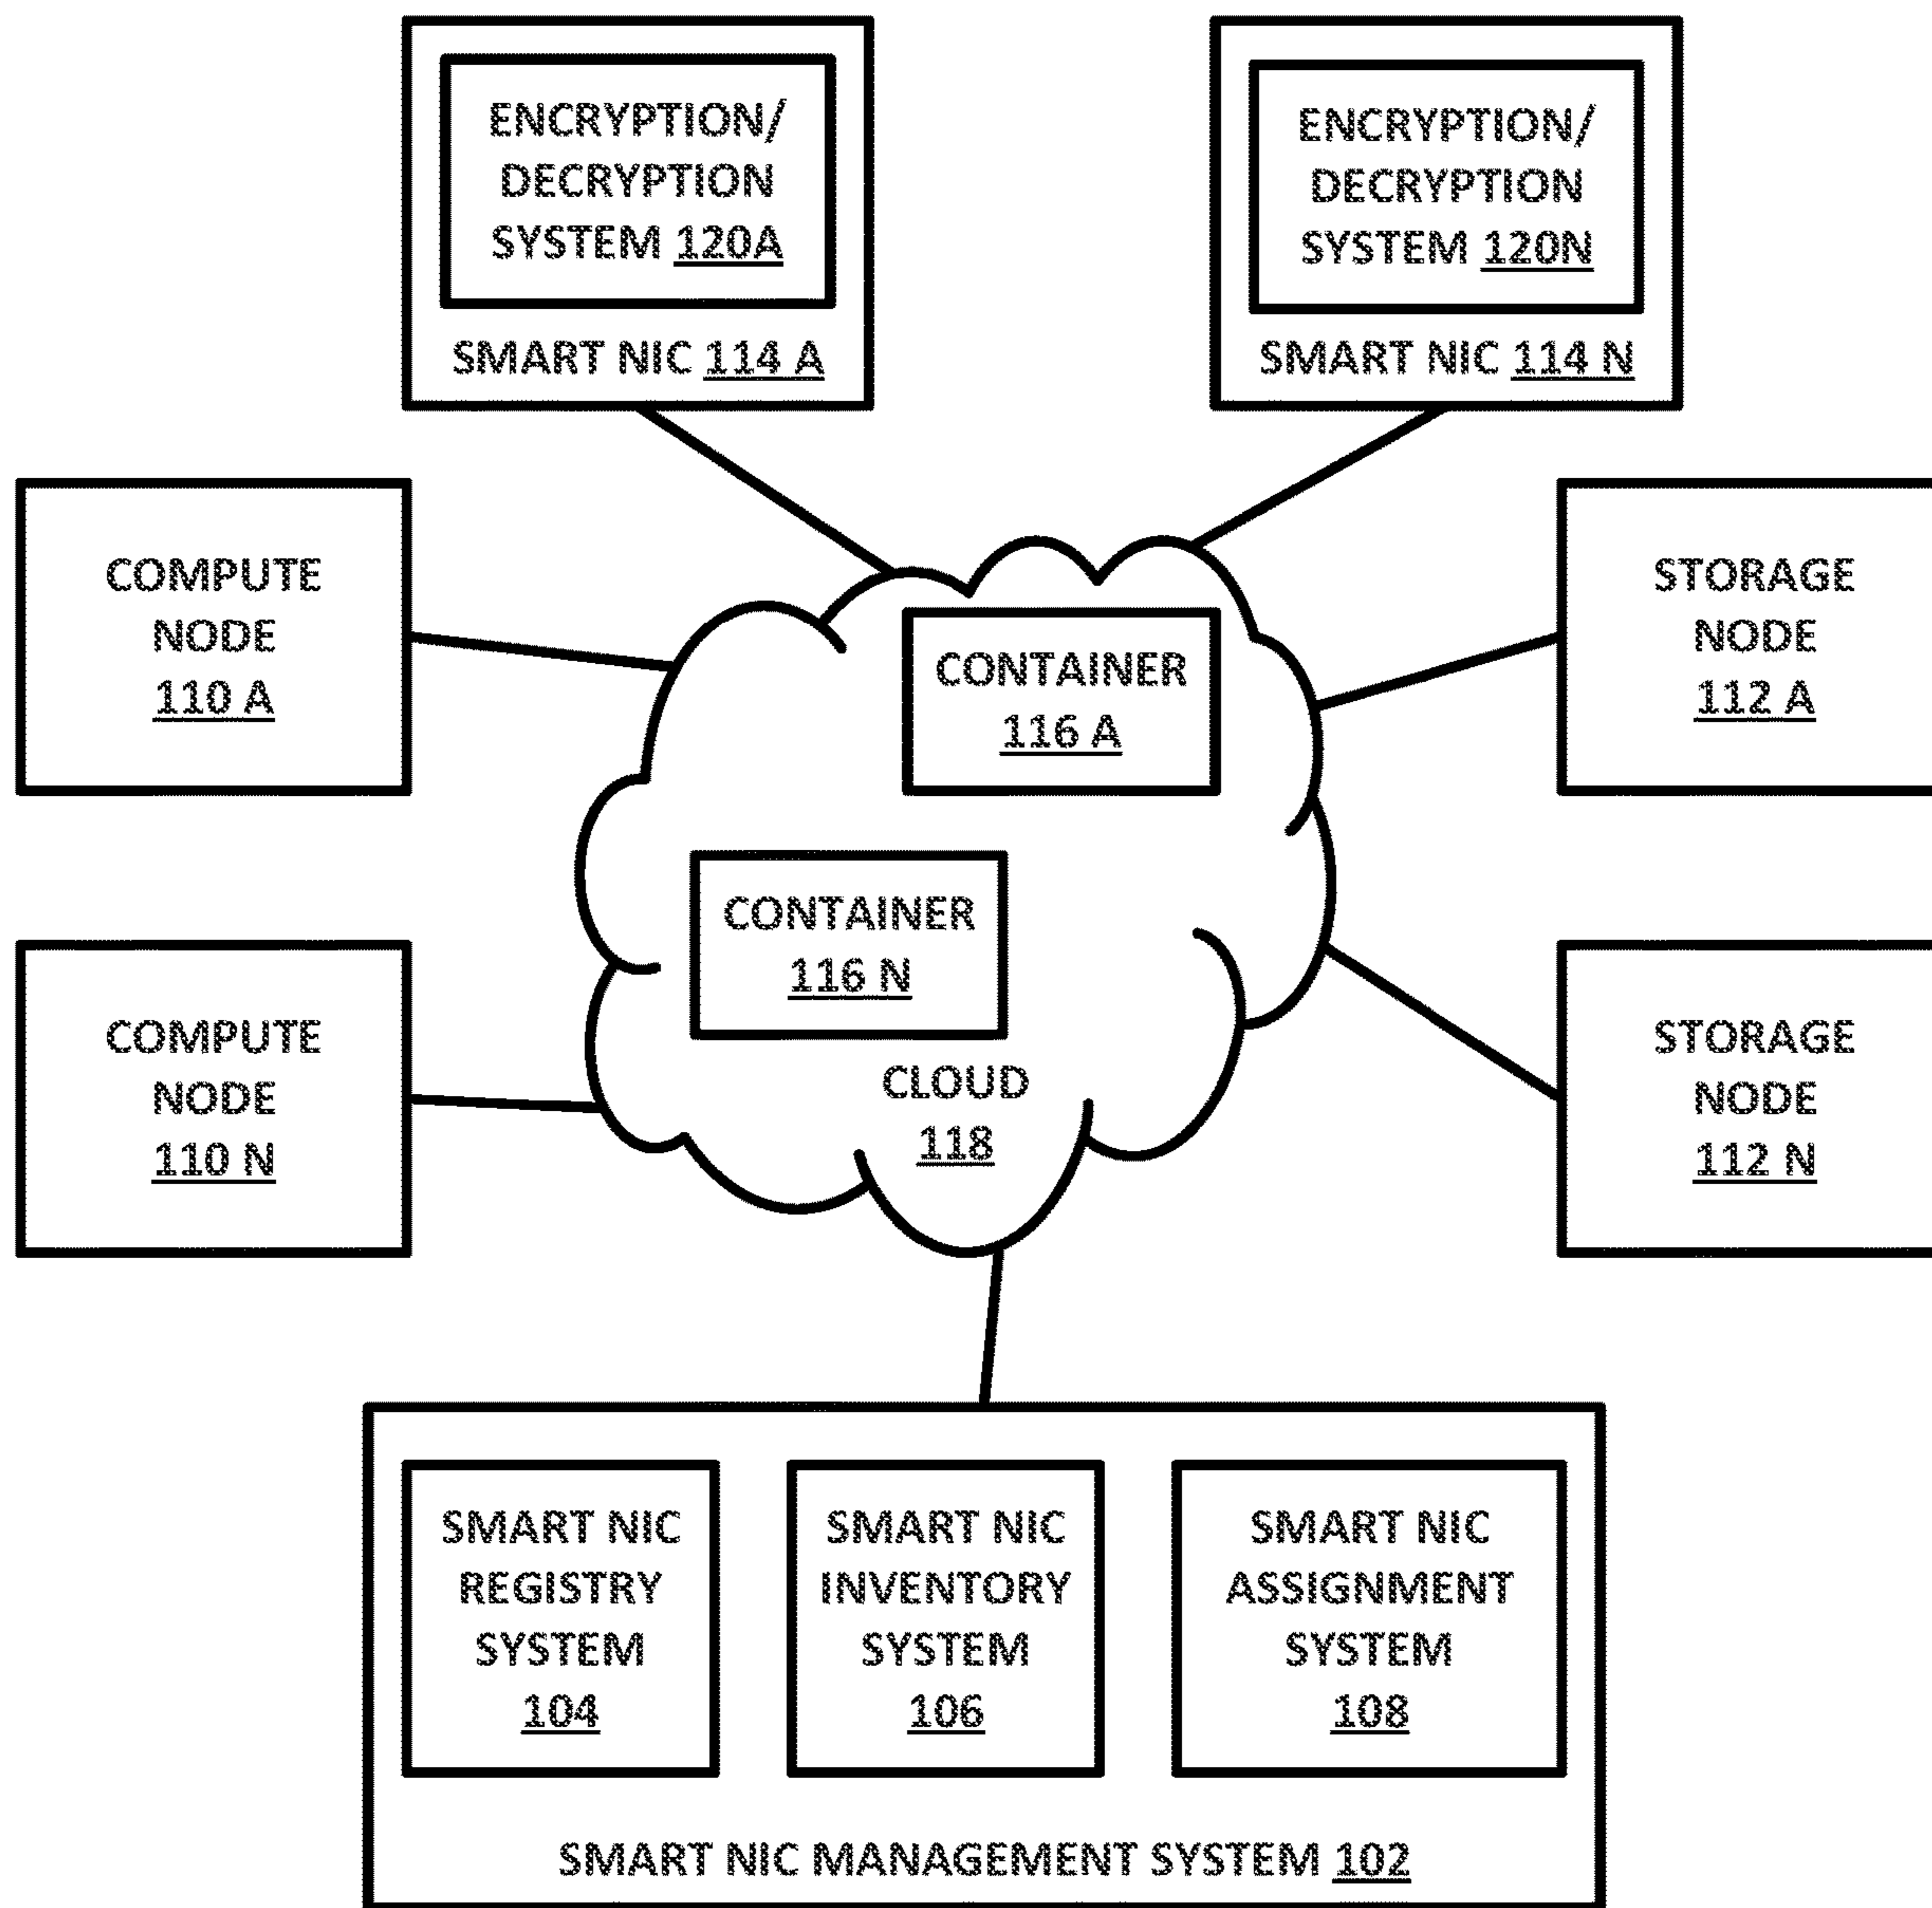 ENCRYPTION/
DECRYPTION
SYSTEM 120A
SMART NIC 114 A
ENCRYPTION/
DECRYPTION
SYSTEM 120N
SMART NIC 114 N
COMPUTE
NODE
110 A
CONTAINER
116 A
STORAGE
NODE
112 A
COMPUTE
NODE
110 N
CONTAINER
116 N
CLOUD
118
STORAGE
NODE
112 N
SMART NIC
REGISTRY
SYSTEM
104
SMART NIC
INVENTORY
SYSTEM
106
SMART NIC
ASSIGNMENT
SYSTEM
108
SMART NIC MANAGEMENT SYSTEM 102